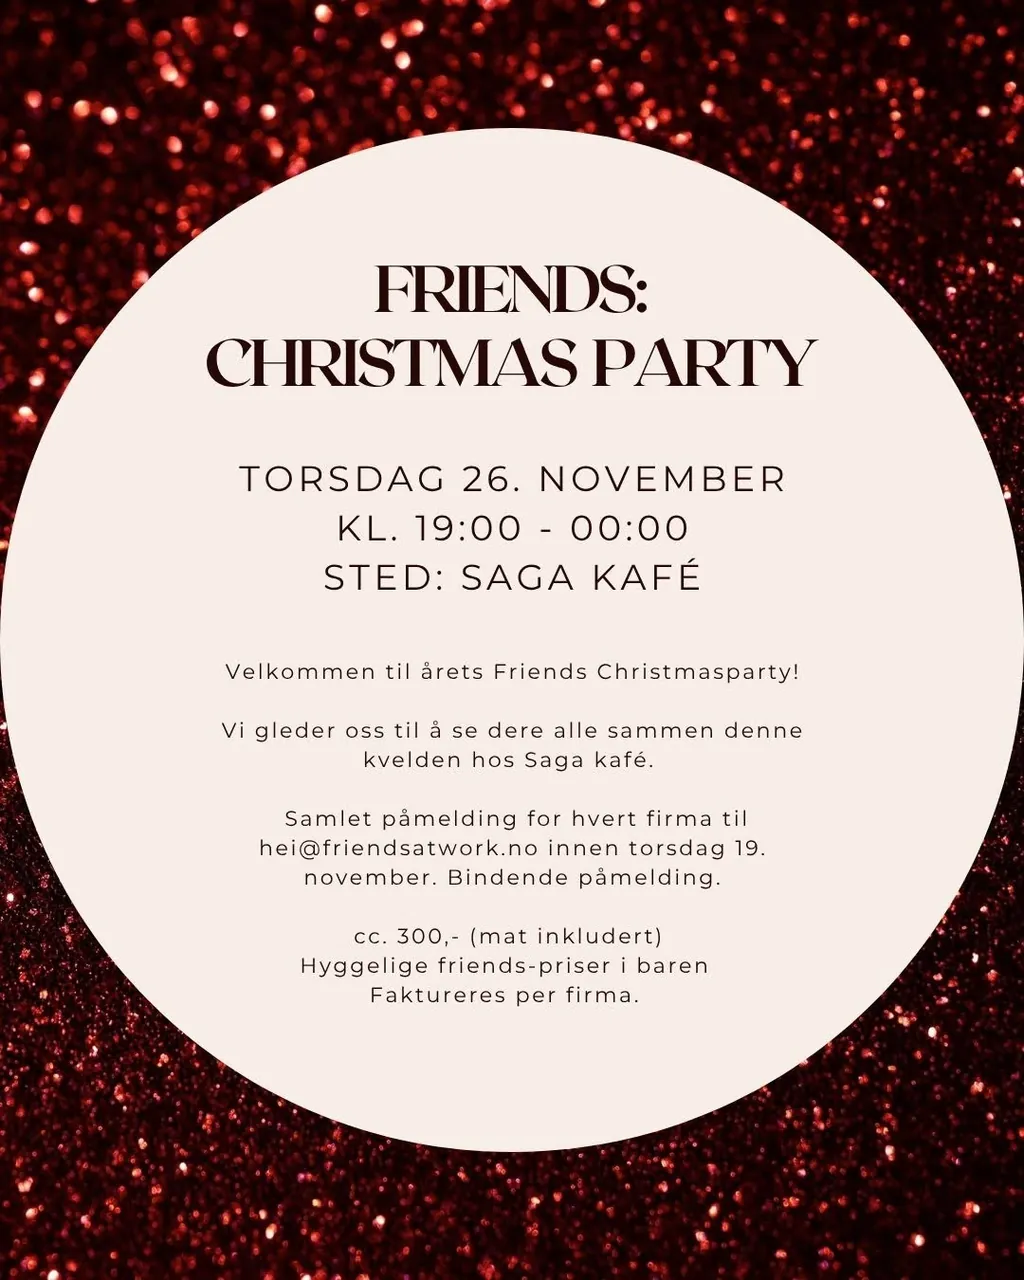 FRIENDS:
CHRISTMAS PARTY
TORSDAG 26. NOVEMBER
KL. 19:00 - 00:00
STED: SAGA KAFÉ
Velkommen til årets Friends Christmasparty!
Vi gleder oss til å se dere alle sammen denne
kvelden hos Saga kafé.
Samlet påmelding for hvert firma til
hei@friendsatwork.no innen torsdag 19.
november. Bindende påmelding.
cc. 300,- (mat inkludert)
Hyggelige friends-priser i baren
Faktureres per firma.